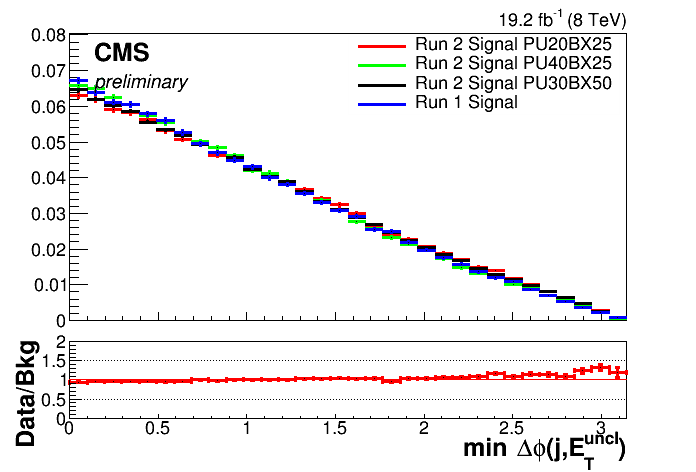 19.2 fb⁻¹ (8 TeV)
CMS
preliminary
Run 2 Signal PU20BX25
Run 2 Signal PU40BX25
Run 2 Signal PU30BX50
Run 1 Signal
0.08
0.07
0.06
0.05
0.04
0.03
0.02
0.01
0
Data/Bkg
2
1.5
1
0.5
0
0 0.5 1 1.5 2 2.5 3
min Δϕ(j,E_T^uncl)